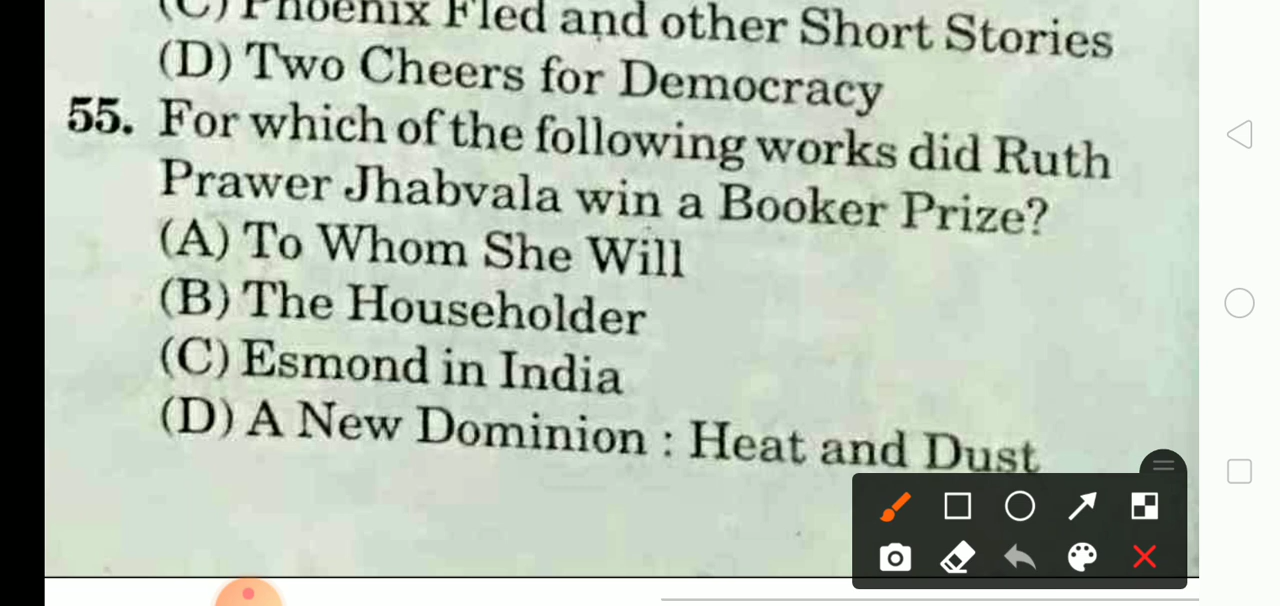 (C) Phoenix Fled and other Short Stories
(D) Two Cheers for Democracy
55. For which of the following works did Ruth
Prawer Jhabvala win a Booker Prize?
(A) To Whom She Will
(B) The Householder
(C) Esmond in India
(D) A New Dominion : Heat and Dust